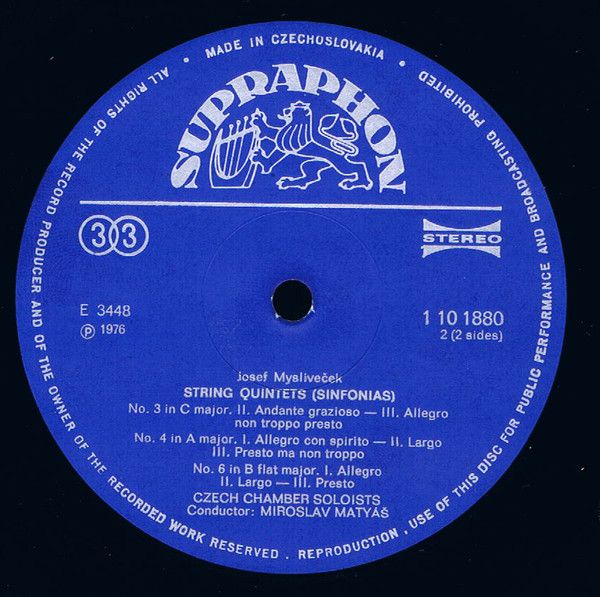 ALL RIGHTS OF THE RECORD PRODUCER AND OF THE OWNER OF THE RECORDED WORK RESERVED . REPRODUCTION , USE OF THIS DISC FOR PUBLIC PERFORMANCE AND BROADCASTING PROHIBITED
• MADE IN CZECHOSLOVAKIA •
SUPRAPHON
33
STEREO
E 3448
℗ 1976
1 10 1880
2 (2 sides)
Josef Mysliveček
STRING QUINTETS (SINFONIAS)
No. 3 in C major. II. Andante grazioso — III. Allegro
non troppo presto
No. 4 in A major. I. Allegro con spirito — II. Largo
III. Presto ma non troppo
No. 6 in B flat major. I. Allegro
II. Largo — III. Presto
CZECH CHAMBER SOLOISTS
Conductor: MIROSLAV MATYÁŠ